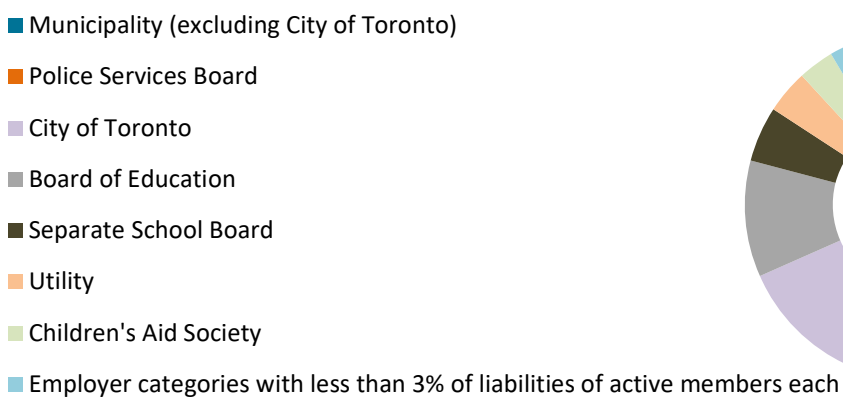 Municipality (excluding City of Toronto)
Police Services Board
City of Toronto
Board of Education
Separate School Board
Utility
Children's Aid Society
Employer categories with less than 3% of liabilities of active members each